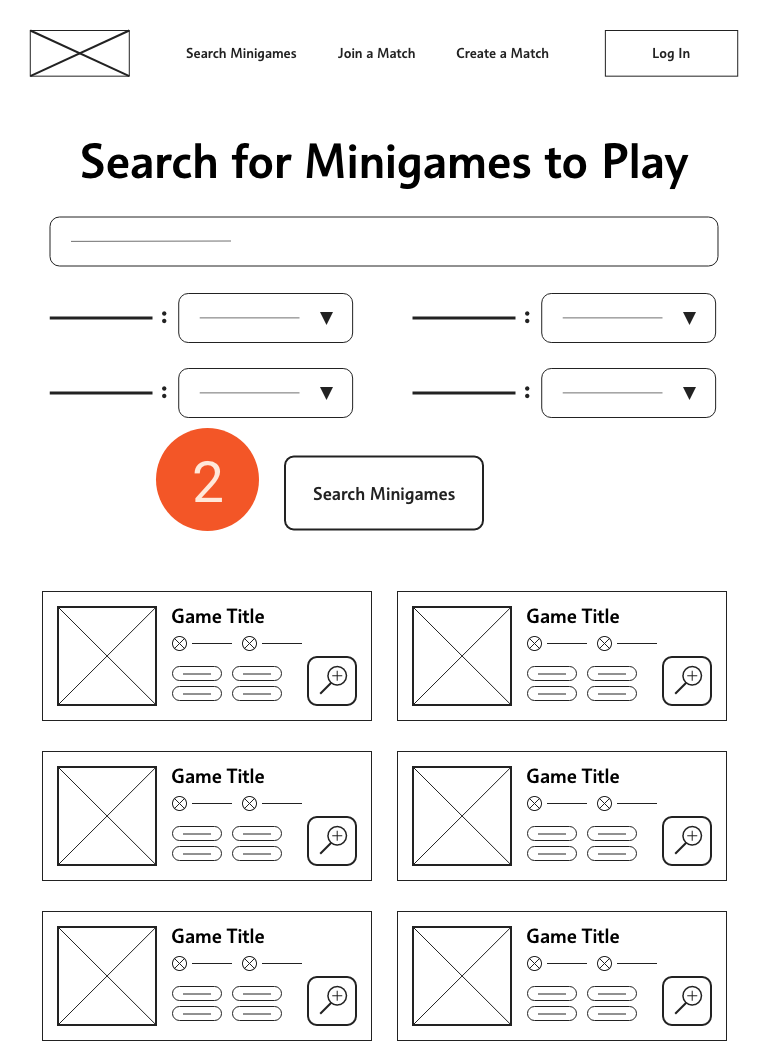 Search Minigames Join a Match Create a Match Log In
Search for Minigames to Play
: :
: :
2
Search Minigames
Game Title Game Title
Game Title Game Title
Game Title Game Title